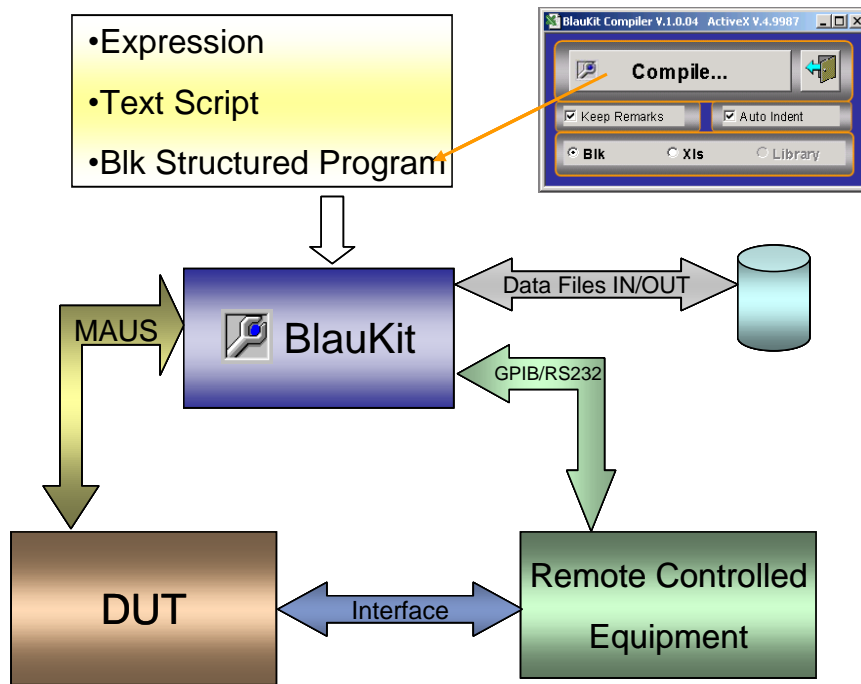 •Expression
•Text Script
•Blk Structured Program
BlauKit Compiler V.1.0.04 ActiveX V.4.9987
Compile...
Keep Remarks
Auto Indent
Blk
Xls
Library
MAUS
BlauKit
Data Files IN/OUT
GPIB/RS232
DUT
Interface
Remote Controlled
Equipment